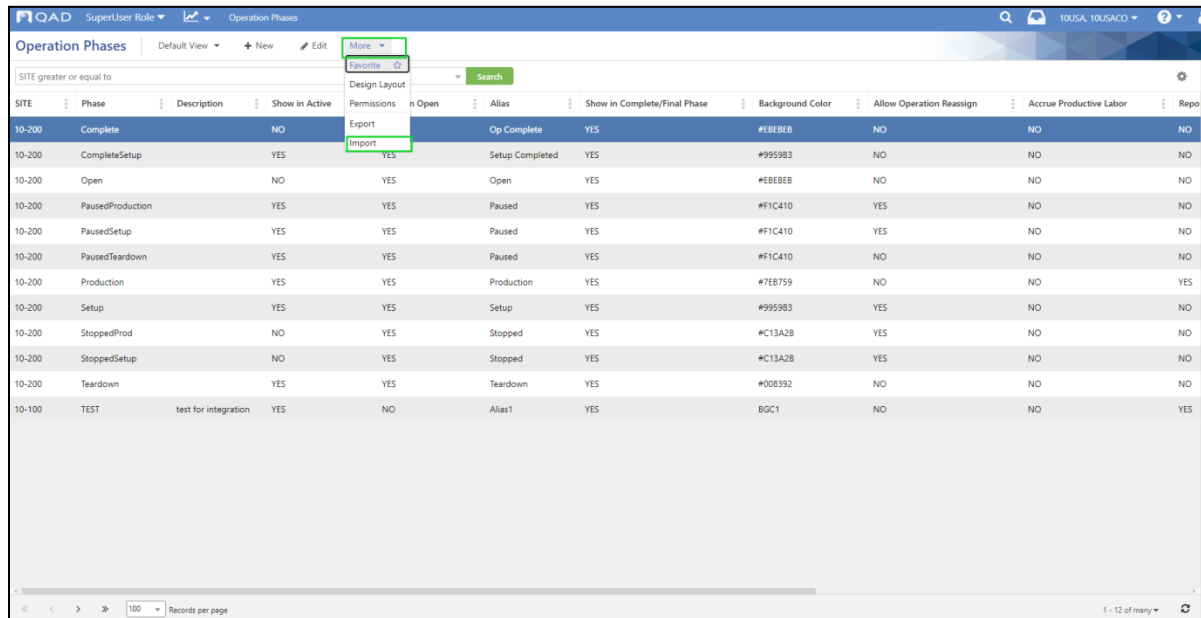 QAD SuperUser Role Operation Phases 10USA, 10USACO ?
Operation Phases Default View + New Edit More
Favorite
SITE greater or equal to Search
Design Layout
SITE Phase Description Show in Active Permissions n Open Alias Show in Complete/Final Phase Background Color Allow Operation Reassign Accrue Productive Labor Repo
Export
10-200 Complete NO Op Complete YES #EBEBEB NO NO NO
Import
10-200 CompleteSetup YES YES Setup Completed YES #9959B3 NO NO NO
10-200 Open NO YES Open YES #EBEBEB NO NO NO
10-200 PausedProduction YES YES Paused YES #F1C410 YES NO NO
10-200 PausedSetup YES YES Paused YES #F1C410 YES NO NO
10-200 PausedTeardown YES YES Paused YES #F1C410 NO NO NO
10-200 Production YES YES Production YES #7EB759 NO NO YES
10-200 Setup YES YES Setup YES #9959B3 YES NO NO
10-200 StoppedProd NO YES Stopped YES #C13A2B YES NO NO
10-200 StoppedSetup NO YES Stopped YES #C13A2B YES NO NO
10-200 Teardown YES YES Teardown YES #008392 NO NO NO
10-100 TEST test for integration YES NO Alias1 YES BGC1 NO NO YES
100 Records per page 1 - 12 of many